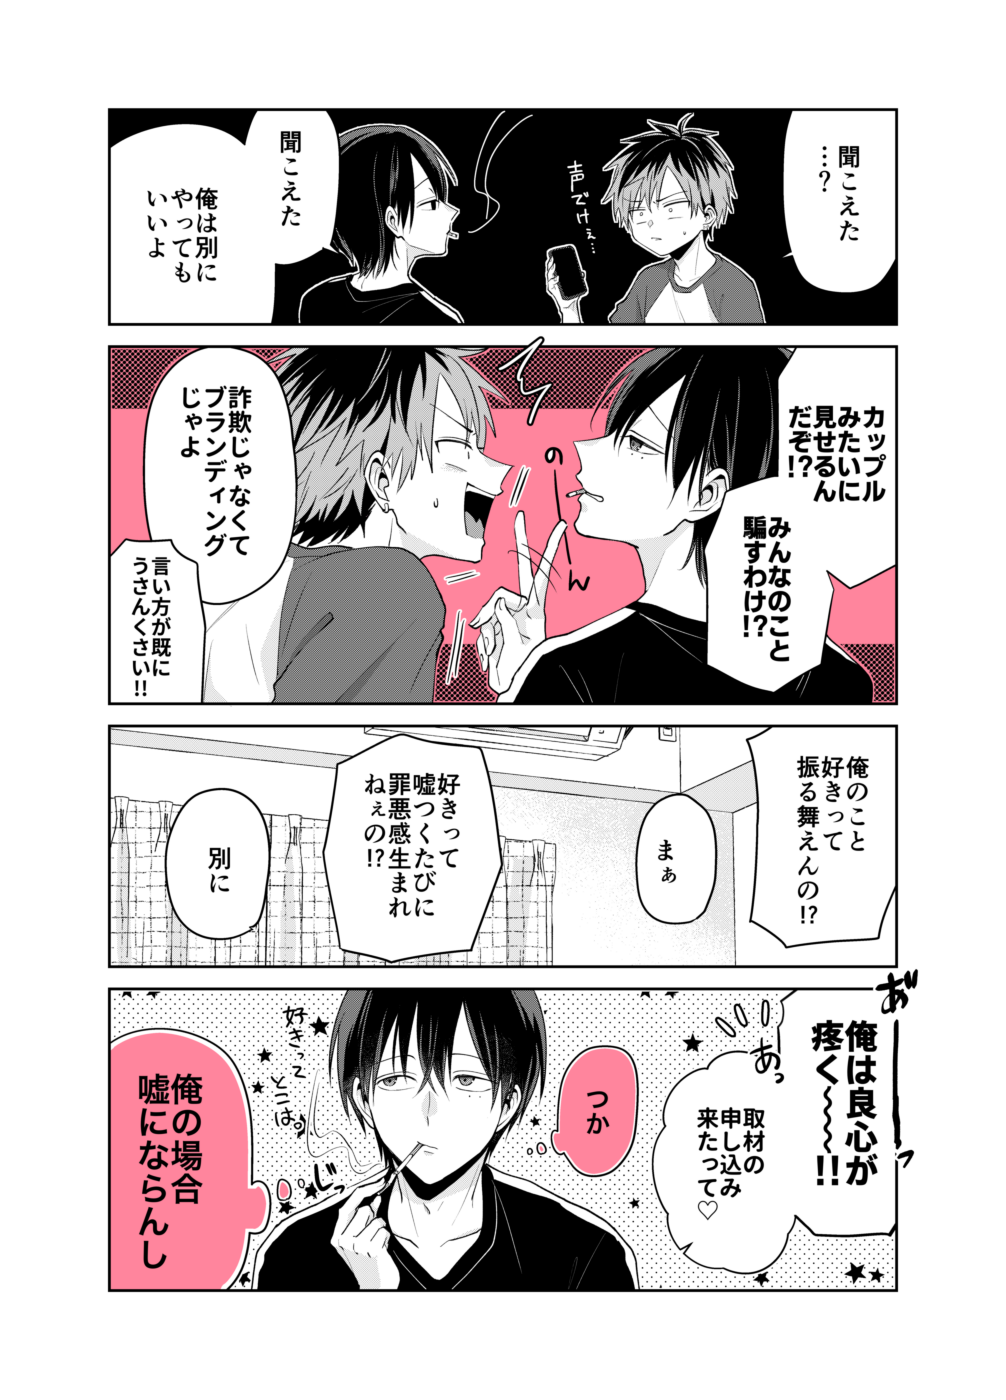 聞こえた
…?
声でけぇ…
聞こえた
俺は別に
やっても
いいよ
カップル
みたいに
見せるん
だぞ!?
みんなのこと
騙すわけ!?
のーん
詐欺じゃなくて
ブランディング
じゃよ
言い方が既に
うさんくさい!!
俺のこと
好きって
振る舞えんの!?
まぁ
好きって
嘘つくたびに
罪悪感生まれ
ねぇの!?
別に
あ゛ーーーっ
俺は良心が
疼く〜〜〜!!
あっ
取材の
申し込み
来たって♡
つか
好きって
とこは。
じっ
俺の場合
嘘にならんし